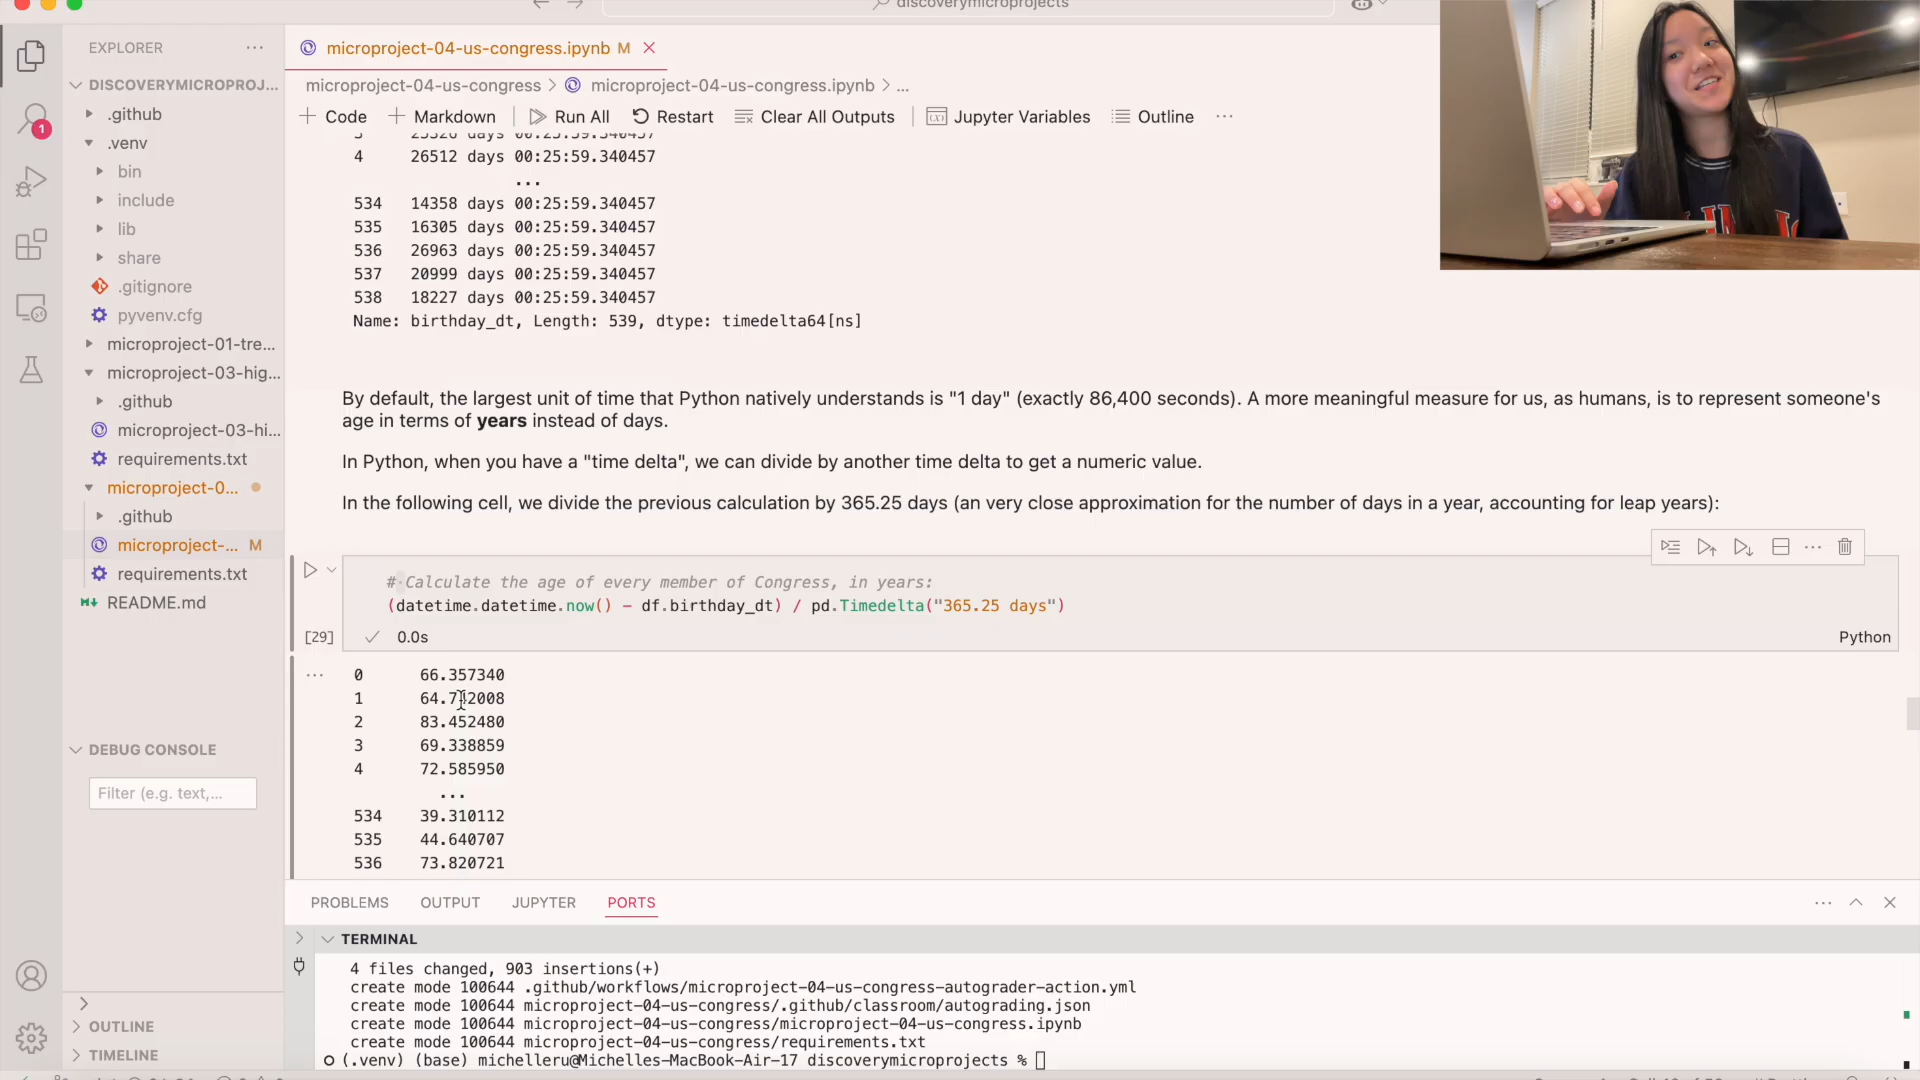 discoverymicroprojects
EXPLORER
DISCOVERYMICROPROJ...
.github
.venv
bin
include
lib
share
.gitignore
pyvenv.cfg
microproject-01-tre...
microproject-03-hig...
.github
microproject-03-hi...
requirements.txt
microproject-0...
.github
microproject-... M
requirements.txt
README.md
1
DEBUG CONSOLE
Filter (e.g. text,...
OUTLINE
TIMELINE
microproject-04-us-congress.ipynb M
microproject-04-us-congress > microproject-04-us-congress.ipynb > ...
+ Code + Markdown Run All Restart Clear All Outputs Jupyter Variables Outline ...
3 25326 days 00:25:59.340457
4 26512 days 00:25:59.340457
...
534 14358 days 00:25:59.340457
535 16305 days 00:25:59.340457
536 26963 days 00:25:59.340457
537 20999 days 00:25:59.340457
538 18227 days 00:25:59.340457
Name: birthday_dt, Length: 539, dtype: timedelta64[ns]
By default, the largest unit of time that Python natively understands is "1 day" (exactly 86,400 seconds). A more meaningful measure for us, as humans, is to represent someone's
age in terms of years instead of days.
In Python, when you have a "time delta", we can divide by another time delta to get a numeric value.
In the following cell, we divide the previous calculation by 365.25 days (an very close approximation for the number of days in a year, accounting for leap years):
# Calculate the age of every member of Congress, in years:
(datetime.datetime.now() - df.birthday_dt) / pd.Timedelta("365.25 days")
[29] 0.0s Python
0 66.357340
1 64.742008
2 83.452480
3 69.338859
4 72.585950
...
534 39.310112
535 44.640707
536 73.820721
PROBLEMS OUTPUT JUPYTER PORTS
TERMINAL
4 files changed, 903 insertions(+)
create mode 100644 .github/workflows/microproject-04-us-congress-autograder-action.yml
create mode 100644 microproject-04-us-congress/.github/classroom/autograding.json
create mode 100644 microproject-04-us-congress/microproject-04-us-congress.ipynb
create mode 100644 microproject-04-us-congress/requirements.txt
(.venv) (base) michelleru@Michelles-MacBook-Air-17 discoverymicroprojects %